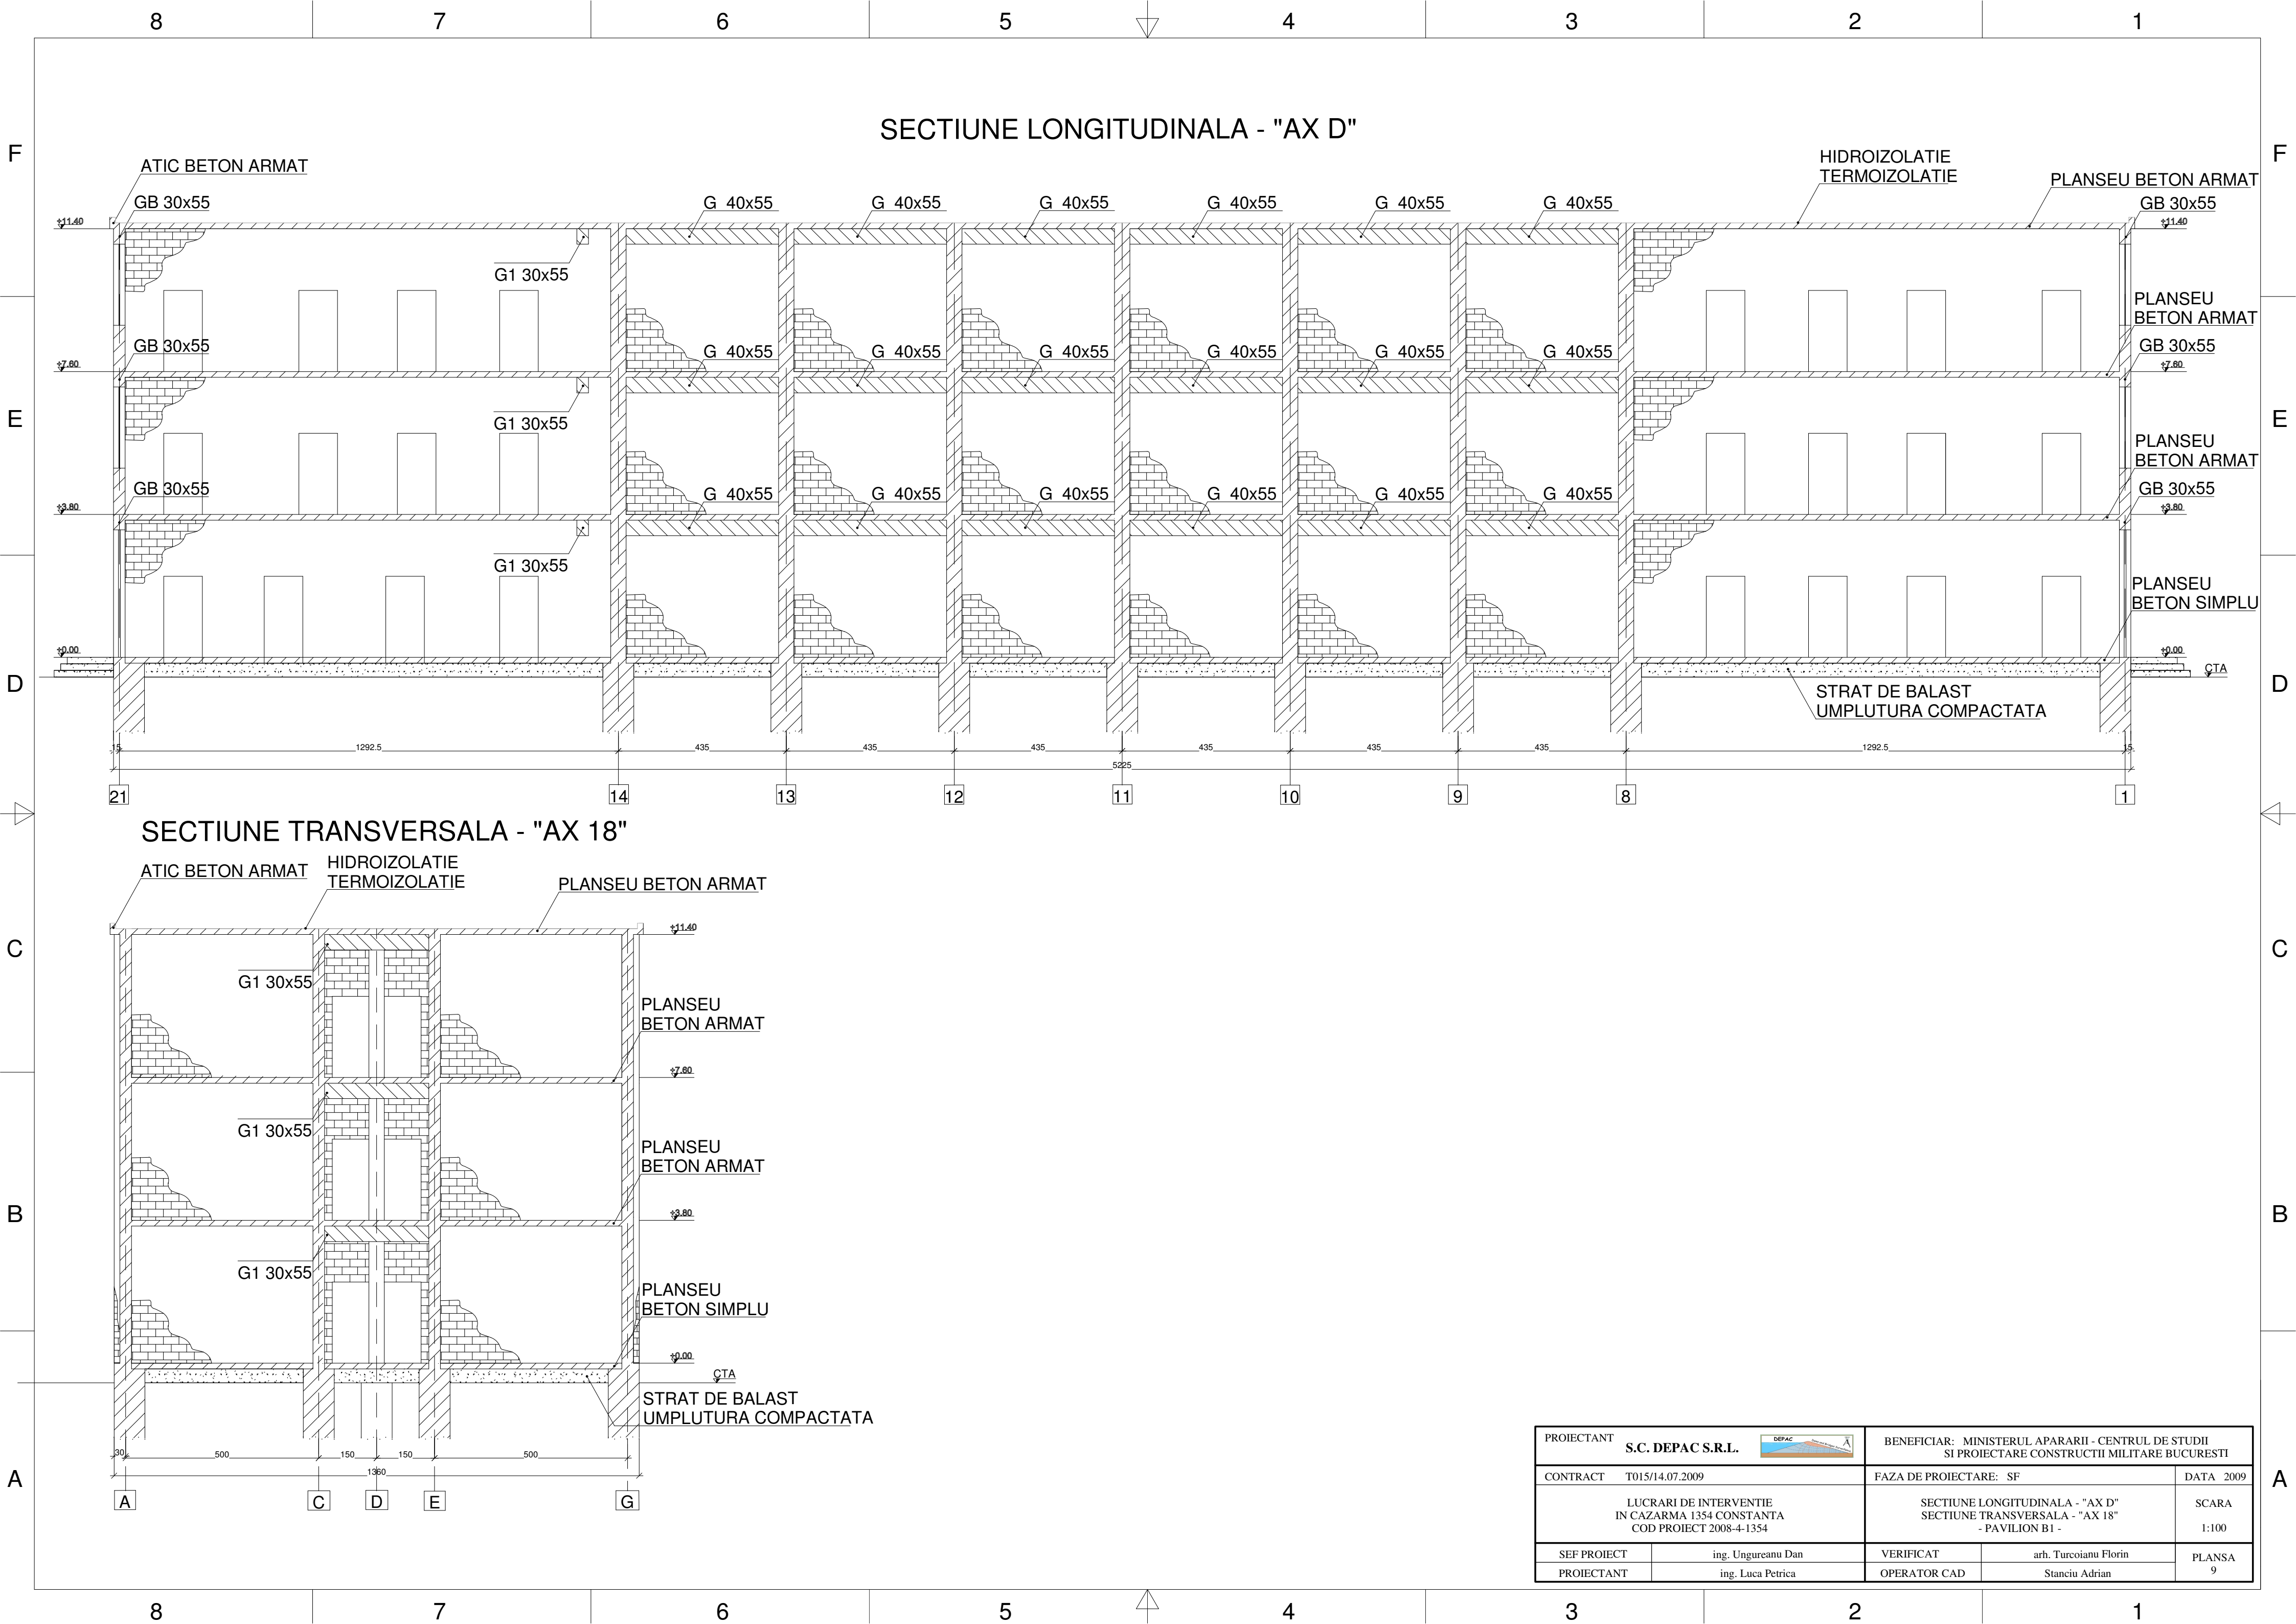 8 7 6 5 4 3 2 1
F F
E E
D D
C C
B B
A A
SECTIUNE LONGITUDINALA - "AX D"
ATIC BETON ARMAT
HIDROIZOLATIE
TERMOIZOLATIE
PLANSEU BETON ARMAT
GB 30x55
G 40x55 G 40x55 G 40x55 G 40x55 G 40x55 G 40x55
GB 30x55
+11.40
+11.40
G1 30x55
PLANSEU
BETON ARMAT
GB 30x55
G 40x55 G 40x55 G 40x55 G 40x55 G 40x55 G 40x55
GB 30x55
+7.60
+7.60
G1 30x55
PLANSEU
BETON ARMAT
GB 30x55
G 40x55 G 40x55 G 40x55 G 40x55 G 40x55 G 40x55
GB 30x55
+3.80
+3.80
G1 30x55
PLANSEU
BETON SIMPLU
±0.00
±0.00
CTA
STRAT DE BALAST
UMPLUTURA COMPACTATA
15 1292.5 435 435 435 435 435 435 1292.5 15
5225
21 14 13 12 11 10 9 8 1
SECTIUNE TRANSVERSALA - "AX 18"
ATIC BETON ARMAT
HIDROIZOLATIE
TERMOIZOLATIE
PLANSEU BETON ARMAT
+11.40
G1 30x55
PLANSEU
BETON ARMAT
+7.60
G1 30x55
PLANSEU
BETON ARMAT
+3.80
G1 30x55
PLANSEU
BETON SIMPLU
±0.00
CTA
STRAT DE BALAST
UMPLUTURA COMPACTATA
30 500 150 150 500
1360
A C D E G
PROIECTANT S.C. DEPAC S.R.L.
DEPAC
BENEFICIAR: MINISTERUL APARARII - CENTRUL DE STUDII
SI PROIECTARE CONSTRUCTII MILITARE BUCURESTI
CONTRACT T015/14.07.2009
FAZA DE PROIECTARE: SF
DATA 2009
LUCRARI DE INTERVENTIE
IN CAZARMA 1354 CONSTANTA
COD PROIECT 2008-4-1354
SECTIUNE LONGITUDINALA - "AX D"
SECTIUNE TRANSVERSALA - "AX 18"
- PAVILION B1 -
SCARA
1:100
SEF PROIECT ing. Ungureanu Dan
VERIFICAT arh. Turcoianu Florin
PROIECTANT ing. Luca Petrica
OPERATOR CAD Stanciu Adrian
PLANSA
9
8 7 6 5 4 3 2 1